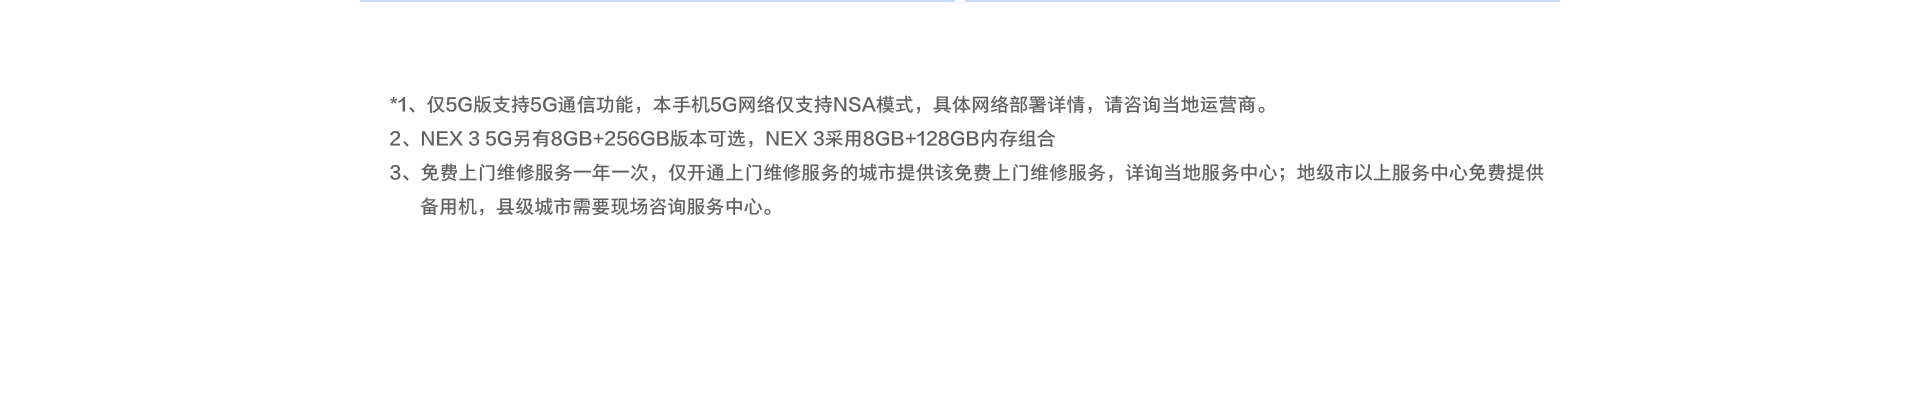 *1、仅5G版支持5G通信功能，本手机5G网络仅支持NSA模式，具体网络部署详情，请咨询当地运营商。
2、NEX 3 5G另有8GB+256GB版本可选，NEX 3采用8GB+128GB内存组合
3、免费上门维修服务一年一次，仅开通上门维修服务的城市提供该免费上门维修服务，详询当地服务中心；地级市以上服务中心免费提供
备用机，县级城市需要现场咨询服务中心。